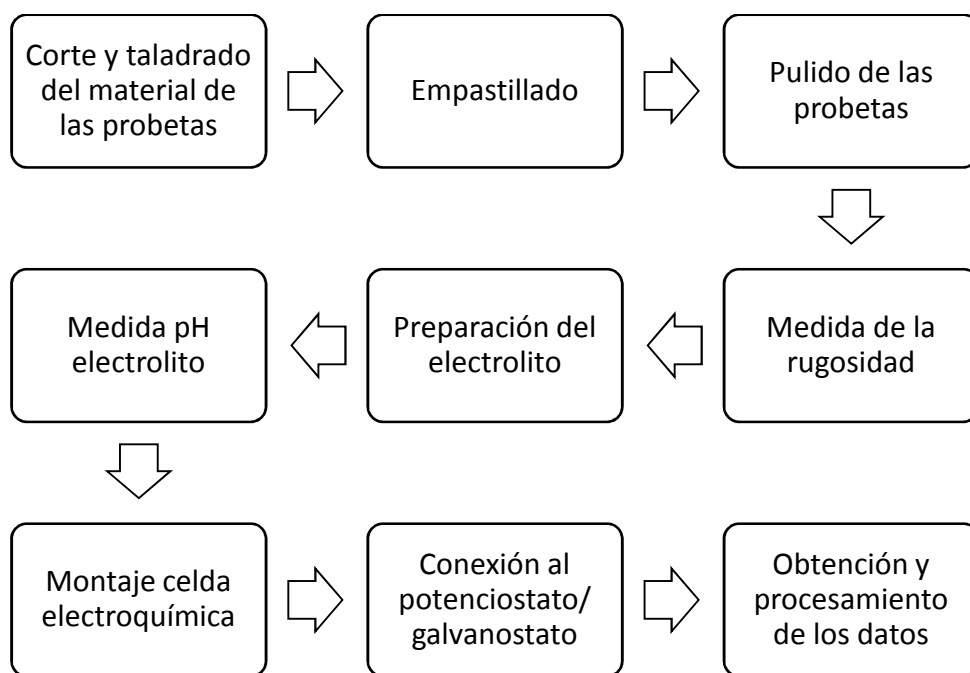 Corte y taladrado
del material de
las probetas
Empastillado
Pulido de las
probetas
Medida de la
rugosidad
Preparación del
electrolito
Medida pH
electrolito
Montaje celda
electroquímica
Conexión al
potenciostato/
galvanostato
Obtención y
procesamiento
de los datos